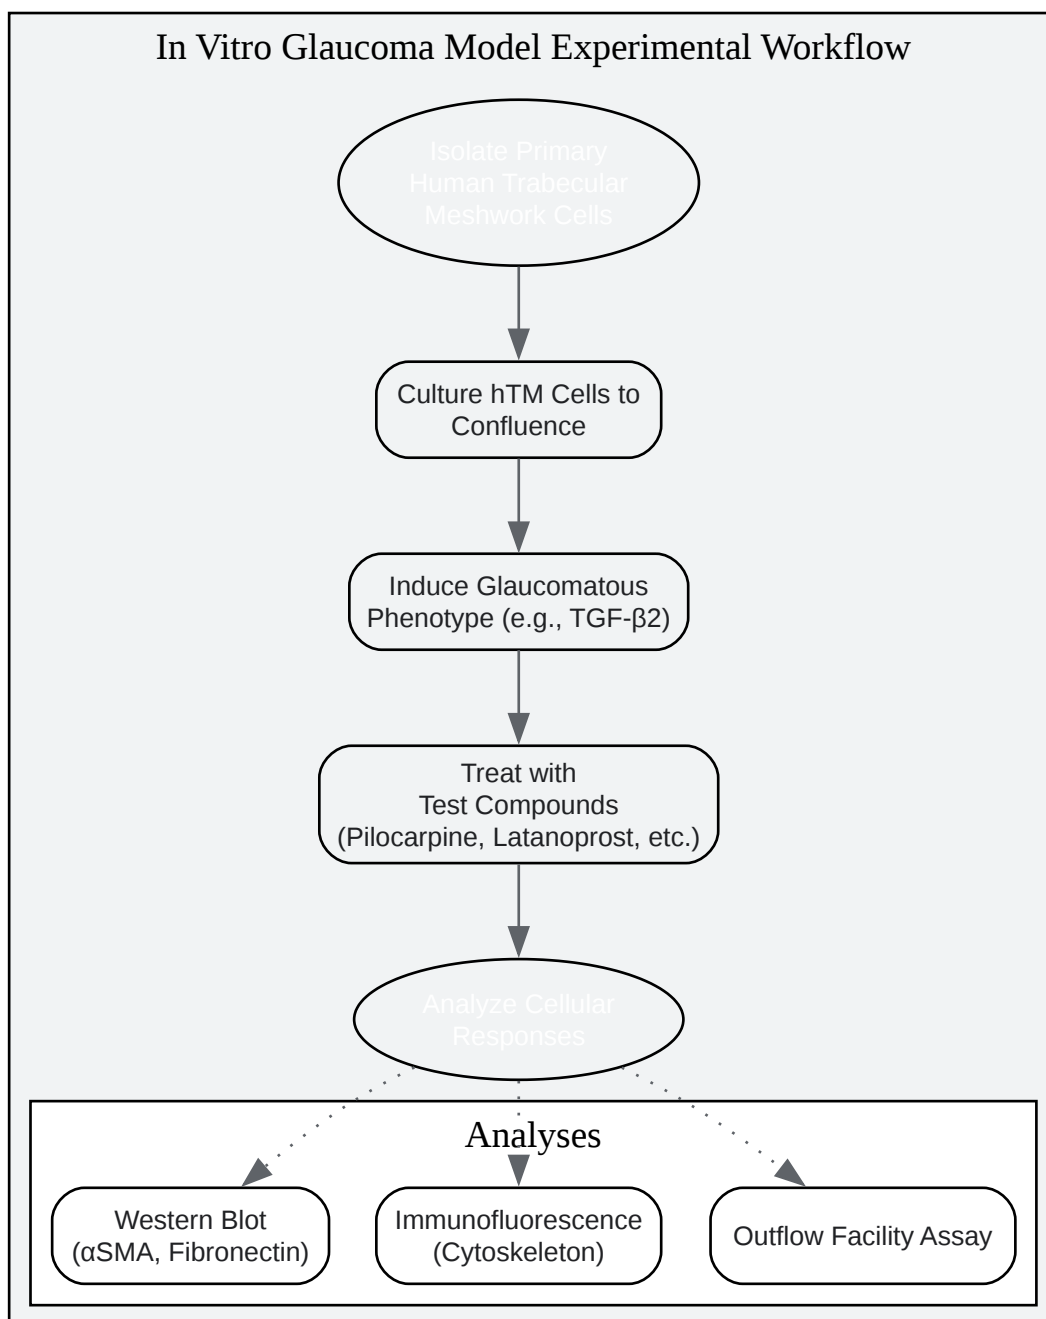 In Vitro Glaucoma Model Experimental Workflow
Isolate Primary
Human Trabecular
Meshwork Cells
Culture hTM Cells to
Confluence
Induce Glaucomatous
Phenotype (e.g., TGF-β2)
Treat with
Test Compounds
(Pilocarpine, Latanoprost, etc.)
Analyze Cellular
Responses
Analyses
Western Blot
(αSMA, Fibronectin)
Immunofluorescence
(Cytoskeleton)
Outflow Facility Assay